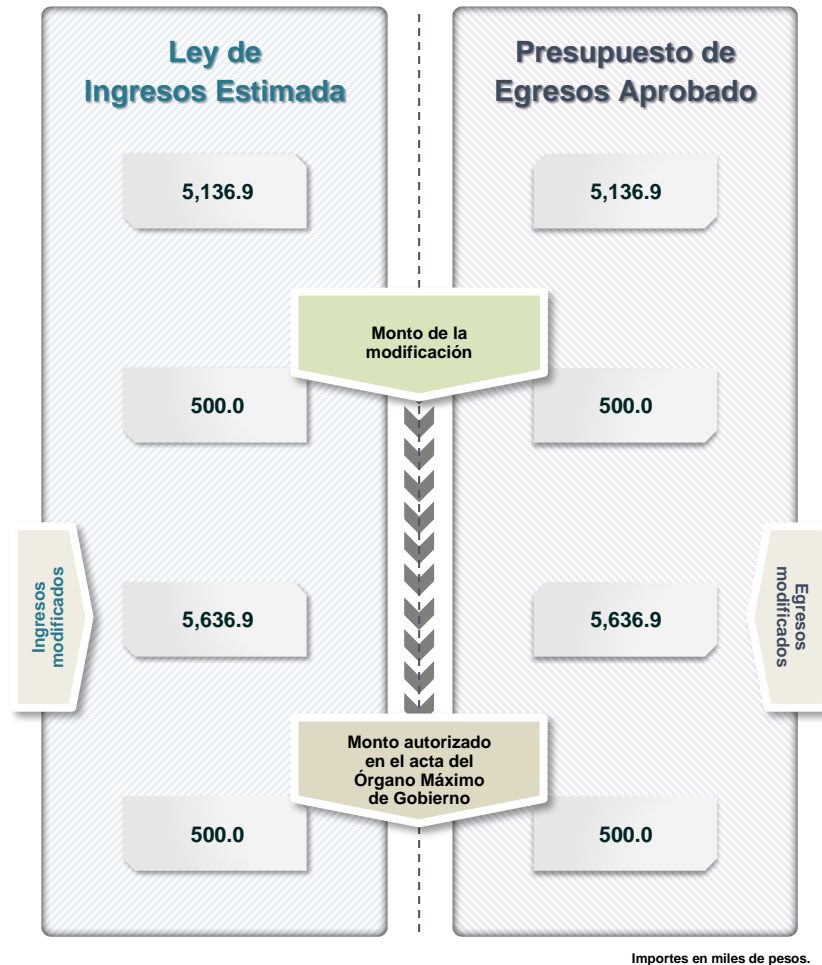 Ley de
Ingresos Estimada
Presupuesto de
Egresos Aprobado
5,136.9
5,136.9
Monto de la
modificación
500.0
500.0
Ingresos
modificados
5,636.9
5,636.9
Egresos
modificados
Monto autorizado
en el acta del
Órgano Máximo
de Gobierno
500.0
500.0
Importes en miles de pesos.